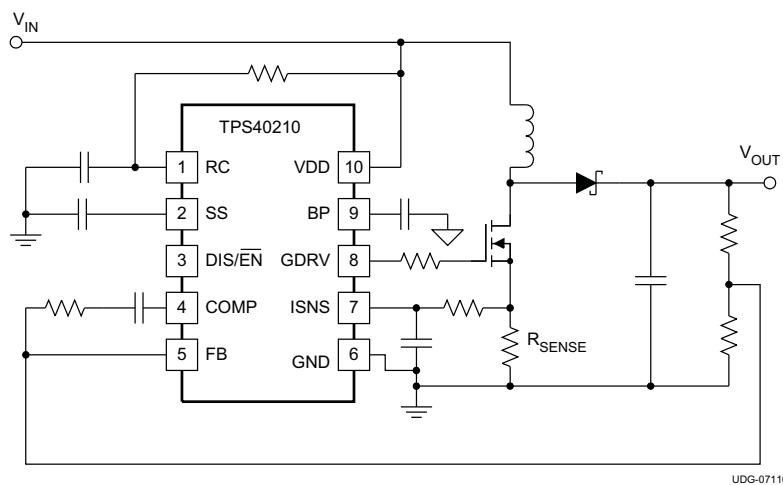 VIN
TPS40210
VOUT
1 RC VDD 10
2 SS BP 9
3 DIS/EN GDRV 8
4 COMP ISNS 7
5 FB GND 6
RSENSE